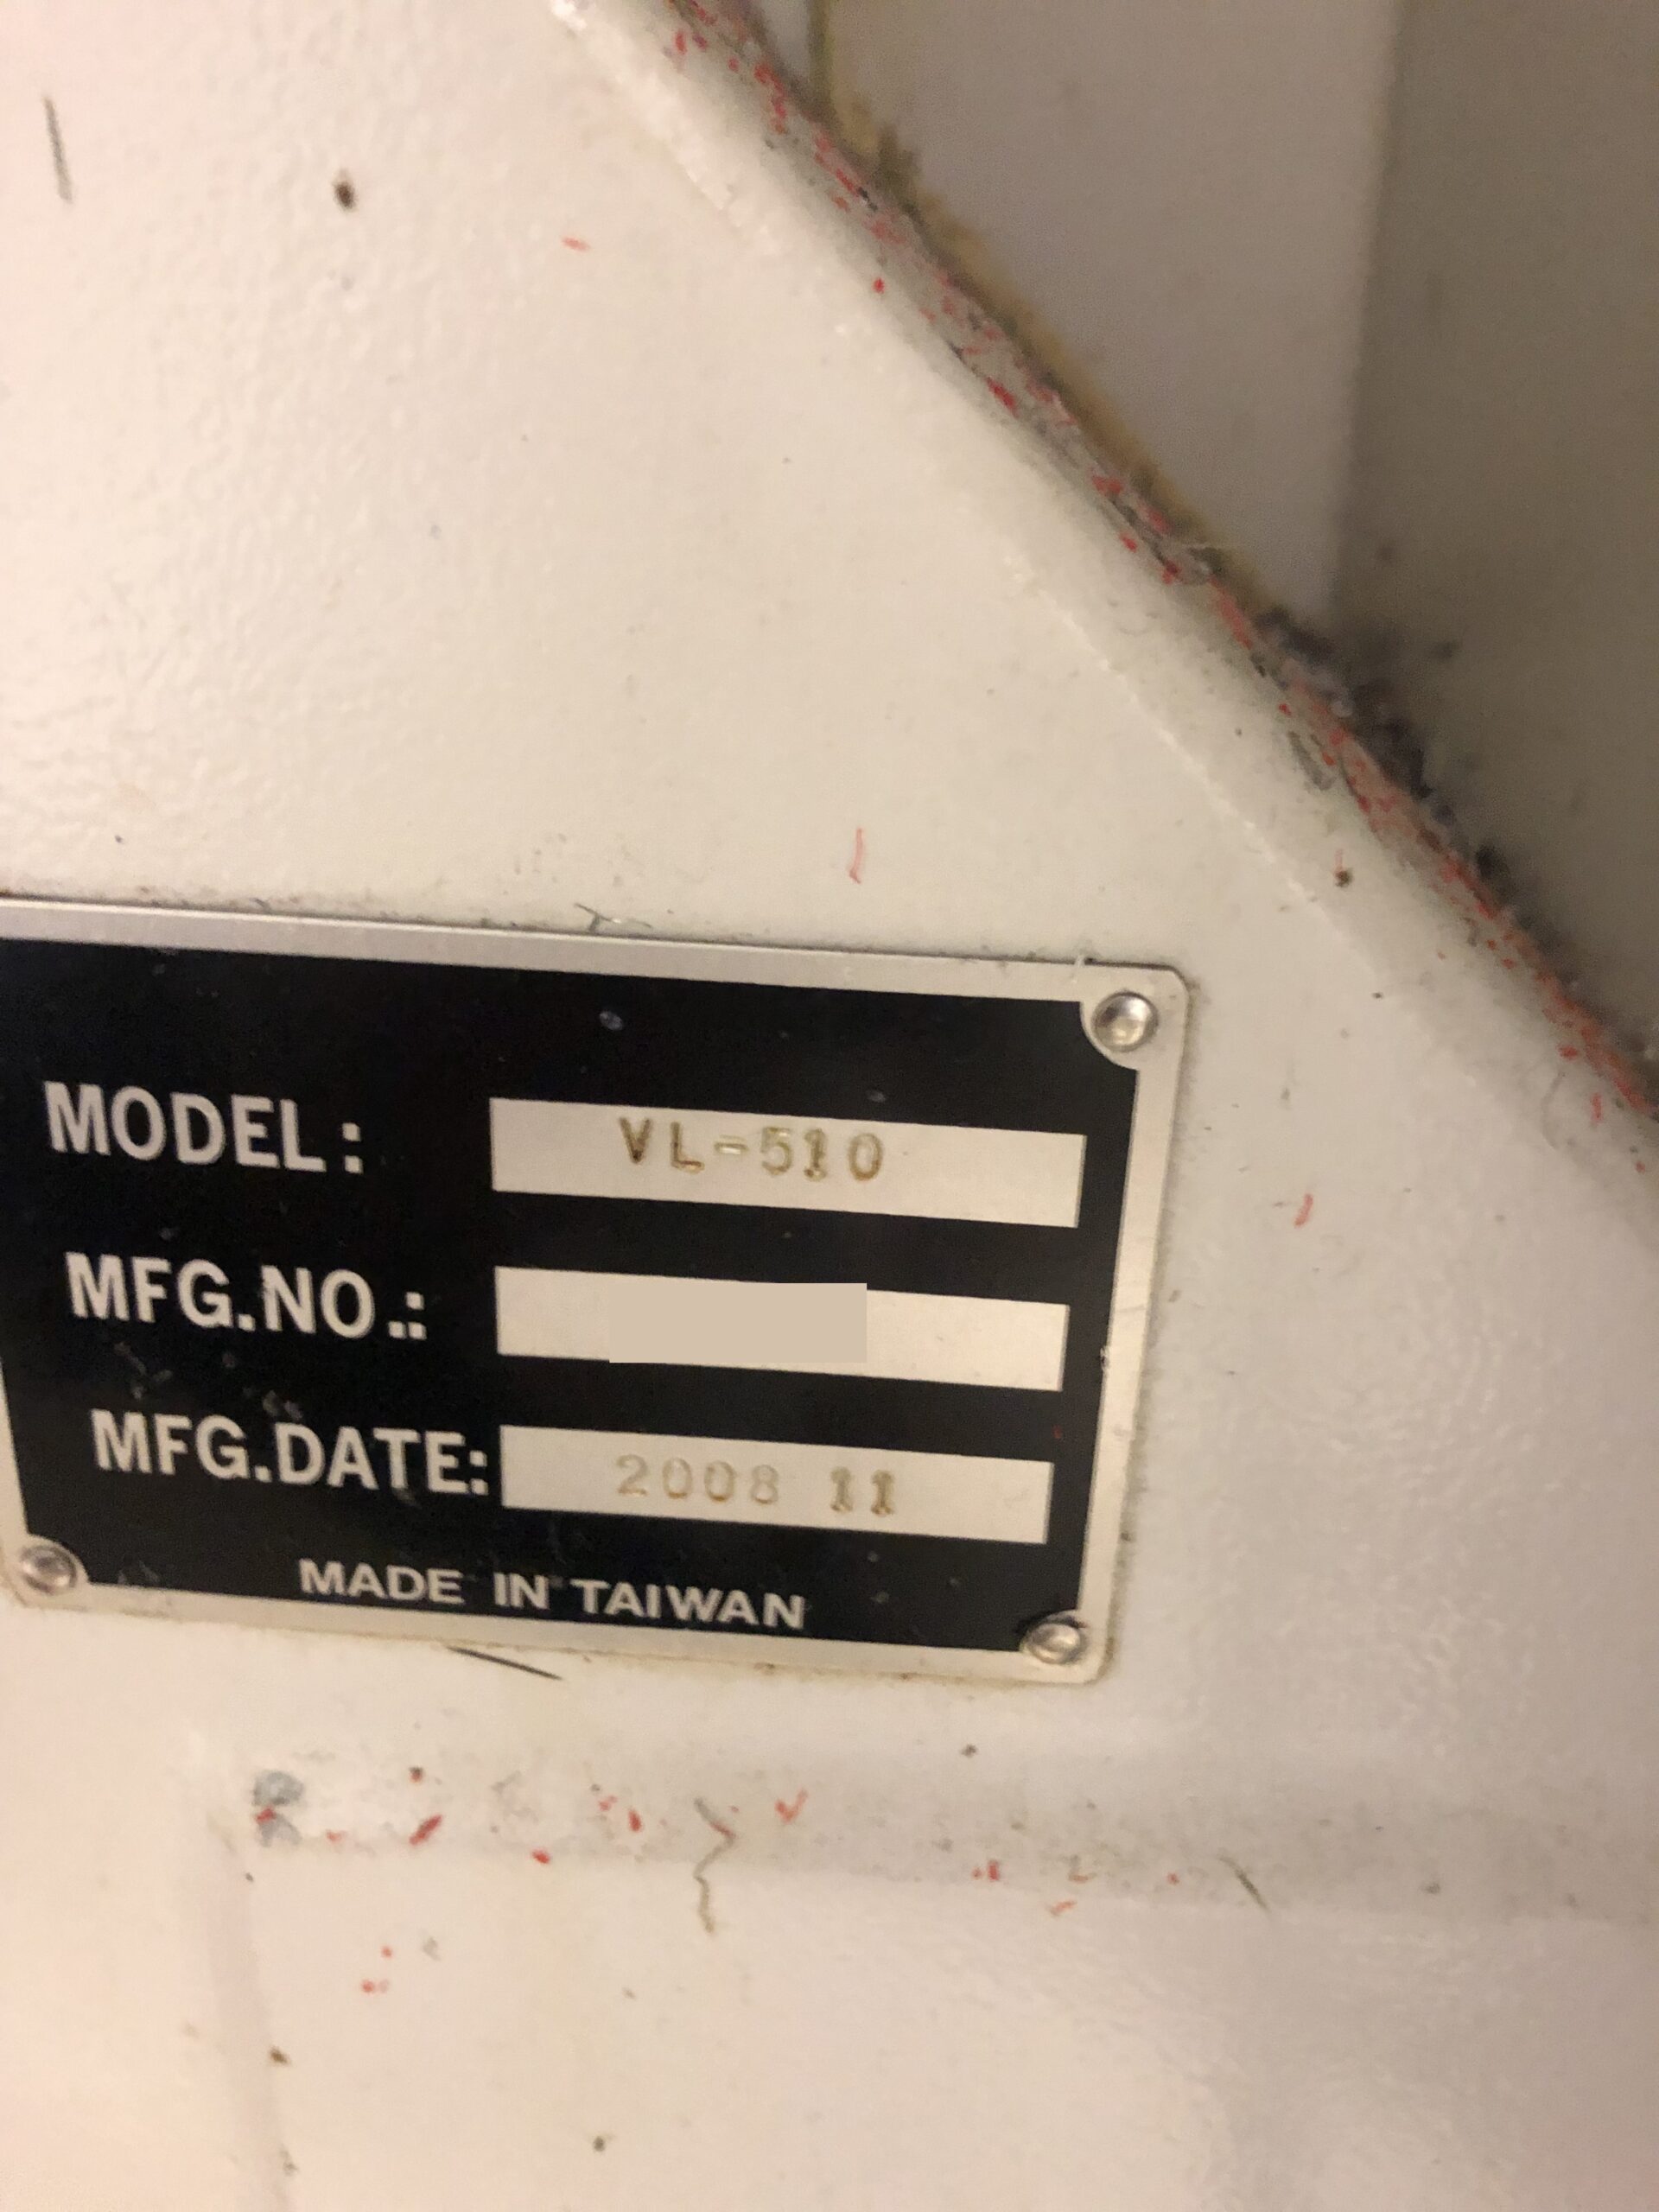 MODEL: VL-510
MFG.NO.:
MFG.DATE: 2008 11
MADE IN TAIWAN